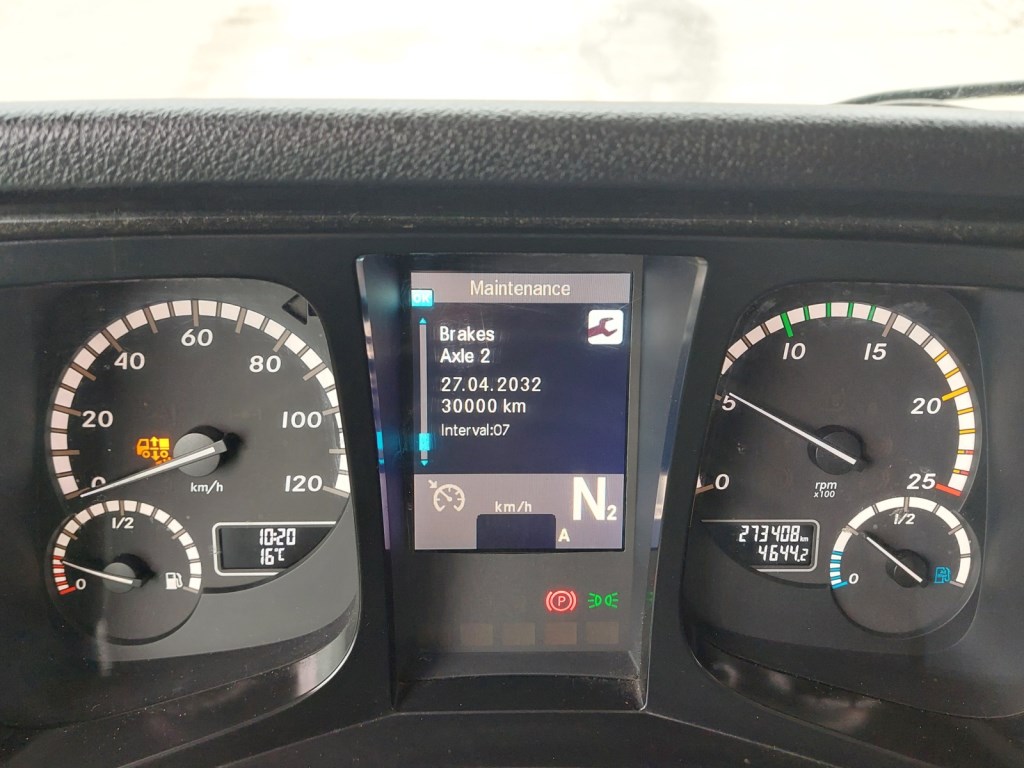 Maintenance
OK
Brakes
Axle 2
27.04.2032
30000 km
Interval:07
km/h
N2
A
0
20
40
60
80
100
120
km/h
0
1/2
10:20
16°C
0
5
10
15
20
25
rpm
x100
273408 km
4644.2
0
1/2
(P)